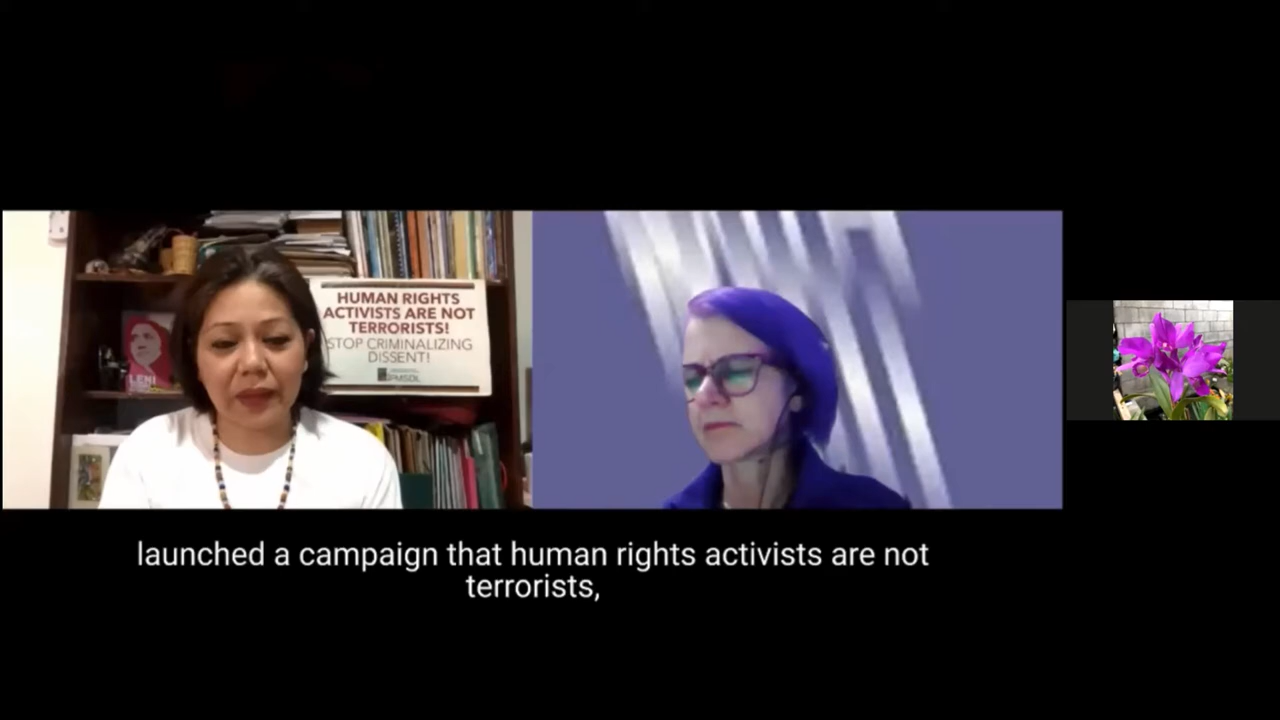 HUMAN RIGHTS
ACTIVISTS ARE NOT
TERRORISTS!
STOP CRIMINALIZING
DISSENT!
IPMSDL
LENI
launched a campaign that human rights activists are not
terrorists,